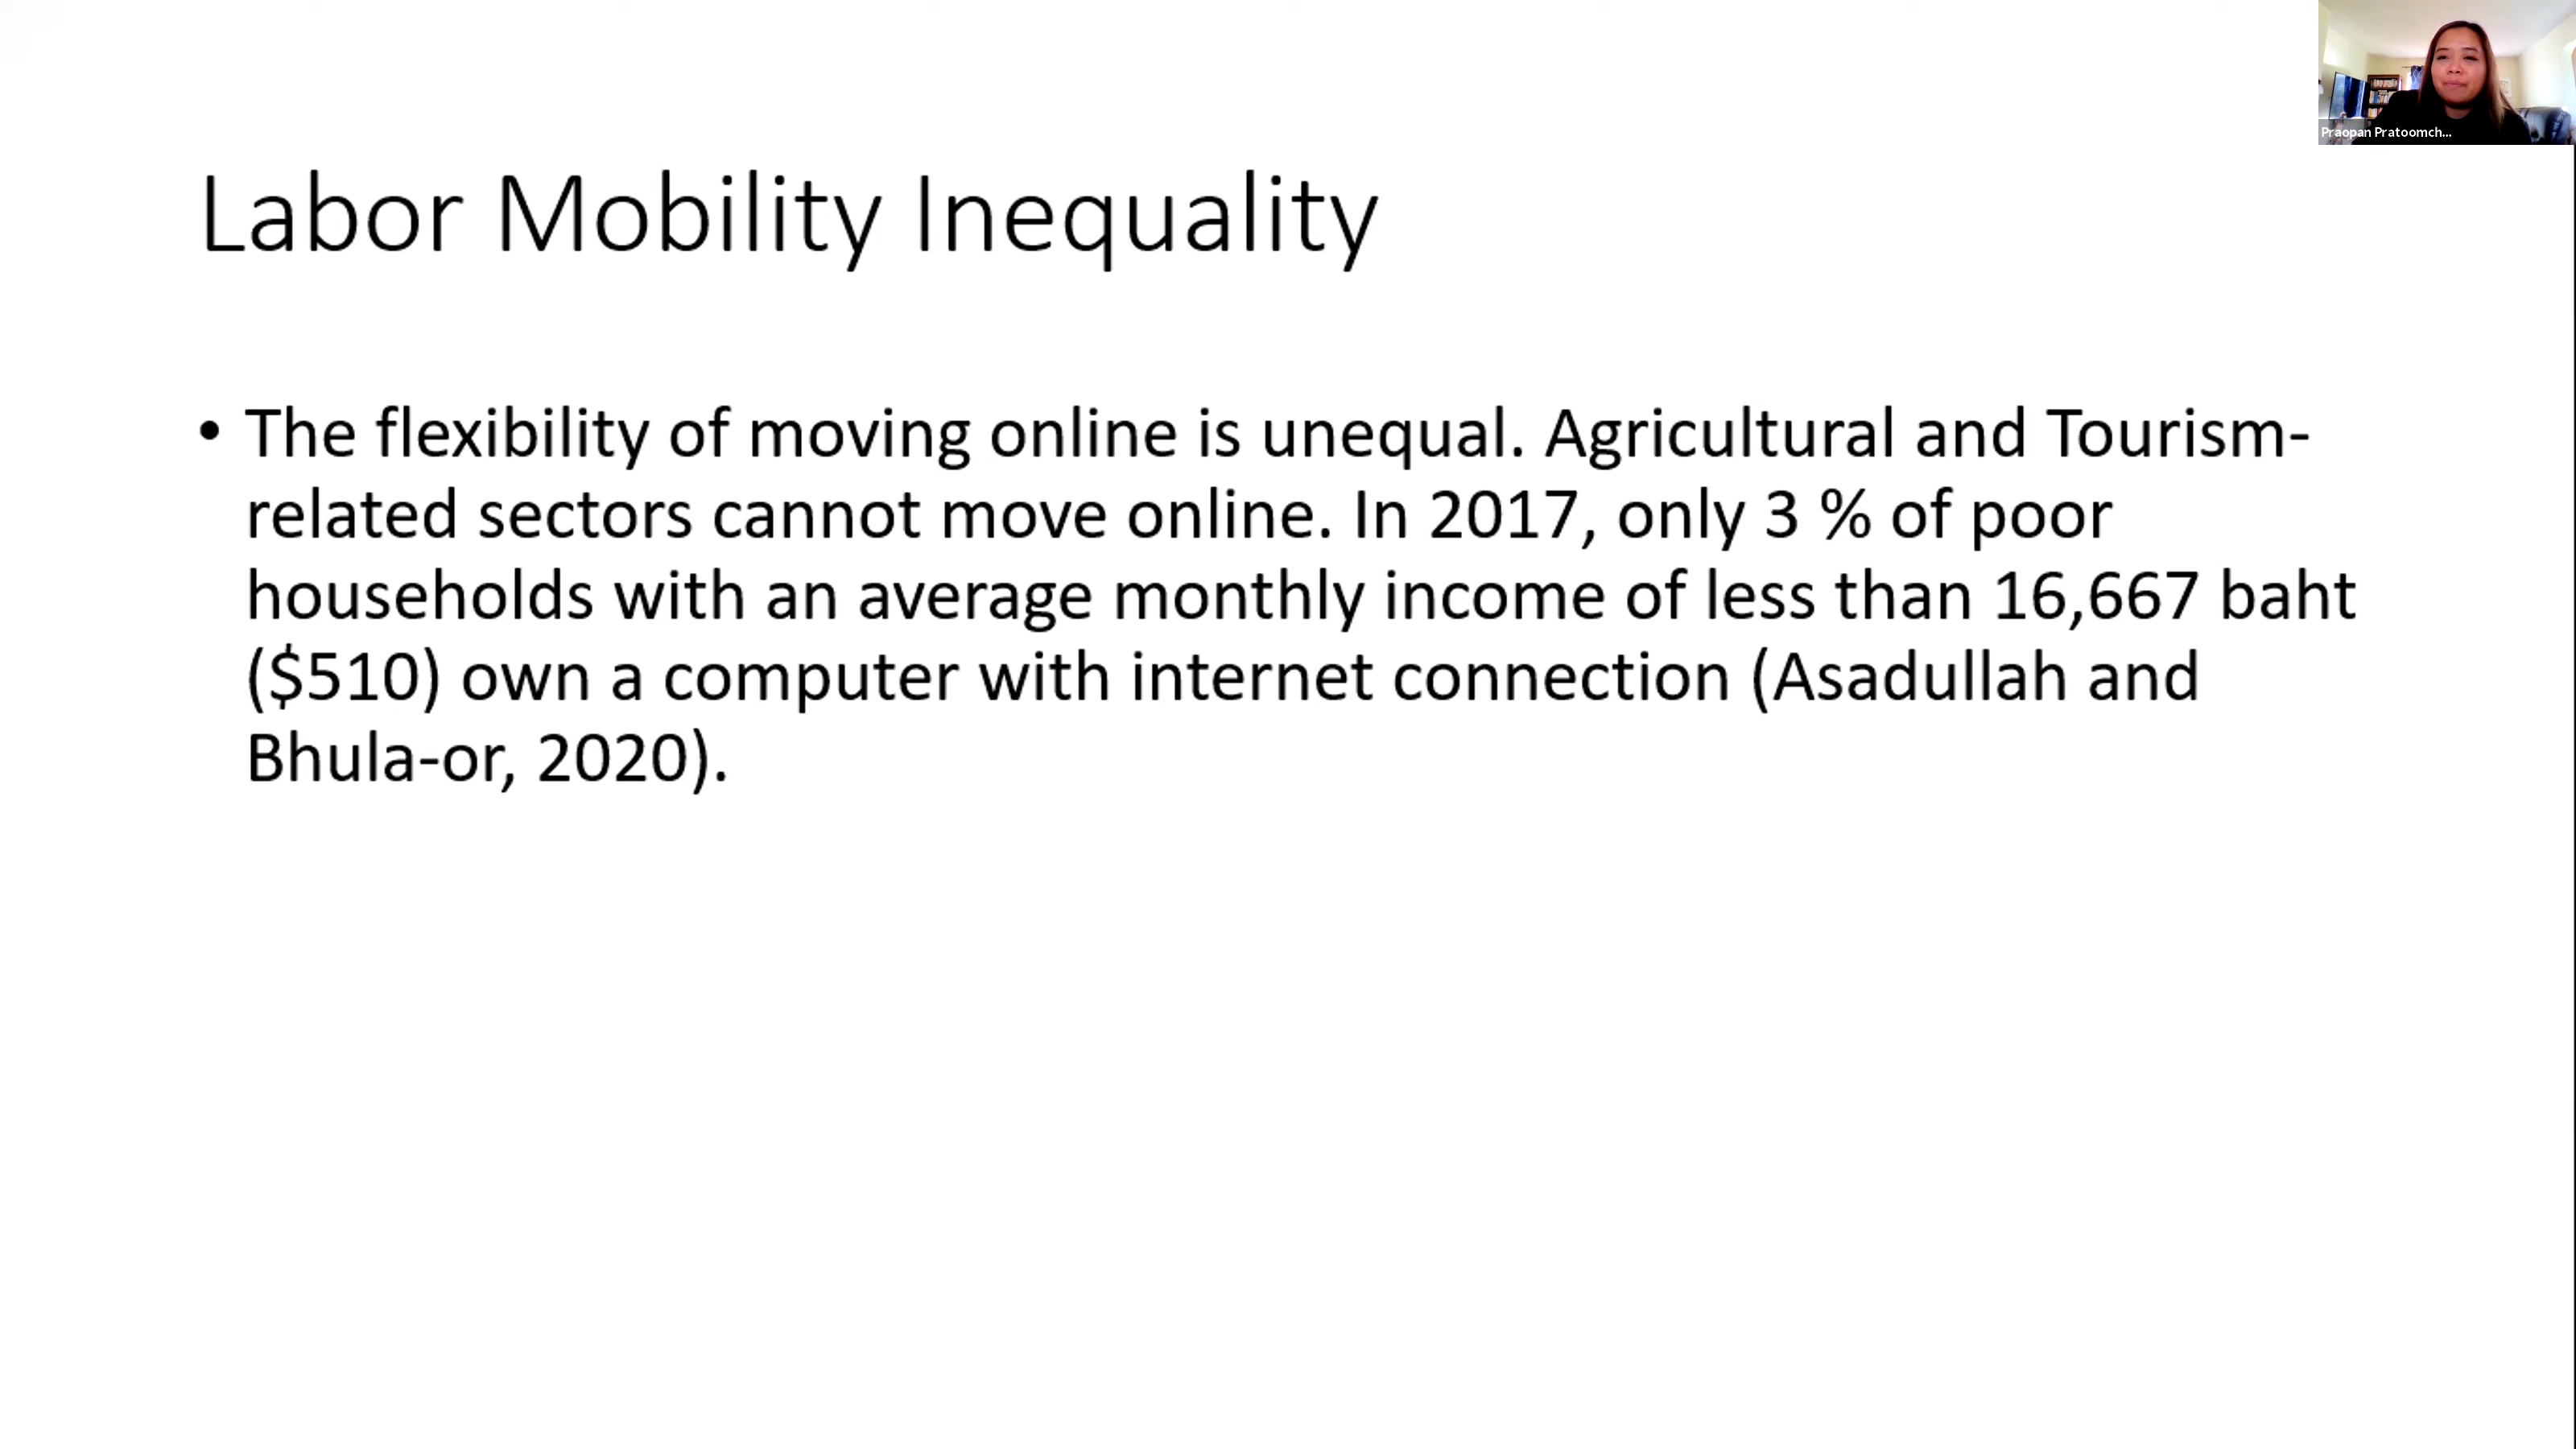 Praopan Pratoomch...
Labor Mobility Inequality
• The flexibility of moving online is unequal. Agricultural and Tourism-
related sectors cannot move online. In 2017, only 3 % of poor
households with an average monthly income of less than 16,667 baht
($510) own a computer with internet connection (Asadullah and
Bhula-or, 2020).